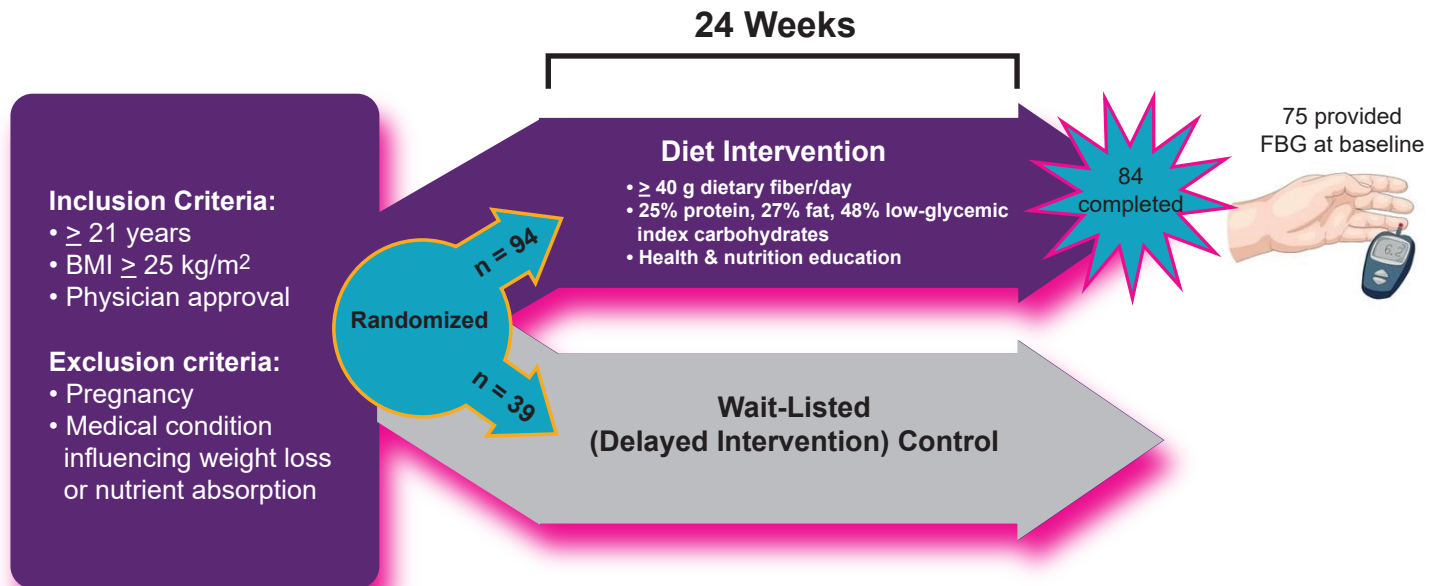 24 Weeks
Inclusion Criteria:
• ≥ 21 years
• BMI ≥ 25 kg/m²
• Physician approval
Exclusion criteria:
• Pregnancy
• Medical condition
influencing weight loss
or nutrient absorption
Randomized
n = 94
n = 39
Diet Intervention
• ≥ 40 g dietary fiber/day
• 25% protein, 27% fat, 48% low-glycemic
index carbohydrates
• Health & nutrition education
Wait-Listed
(Delayed Intervention) Control
84
completed
75 provided
FBG at baseline
6.2